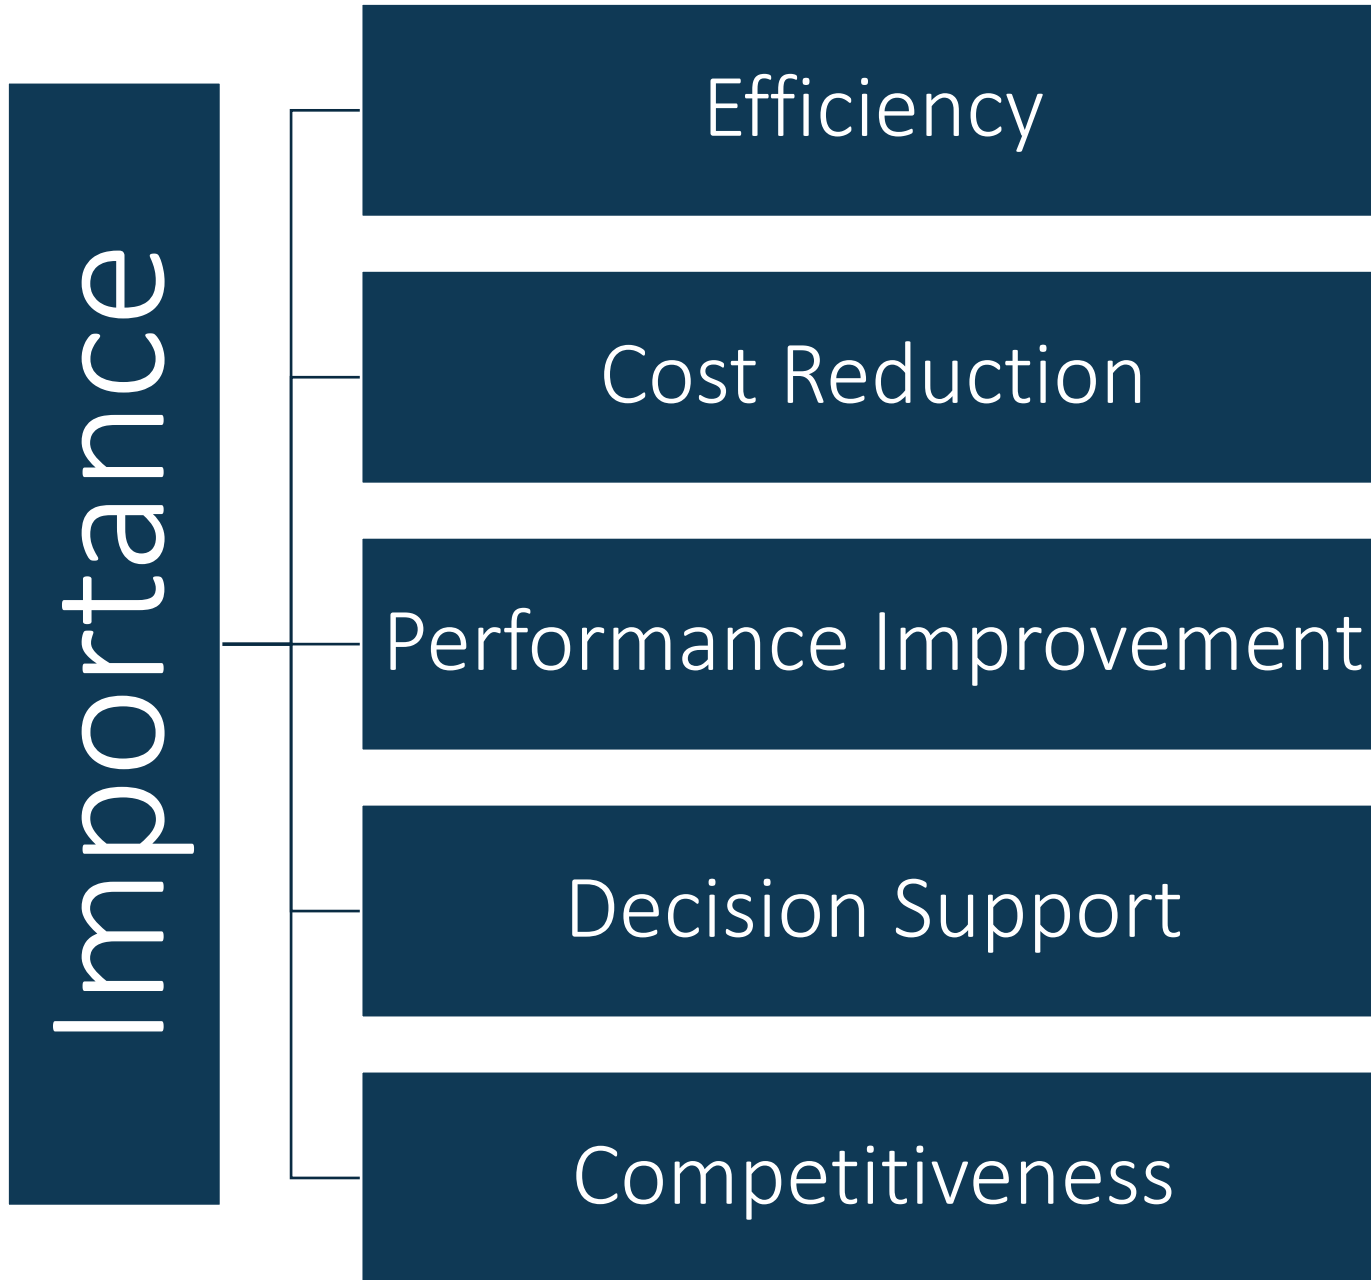 Importance
Efficiency
Cost Reduction
Performance Improvement
Decision Support
Competitiveness